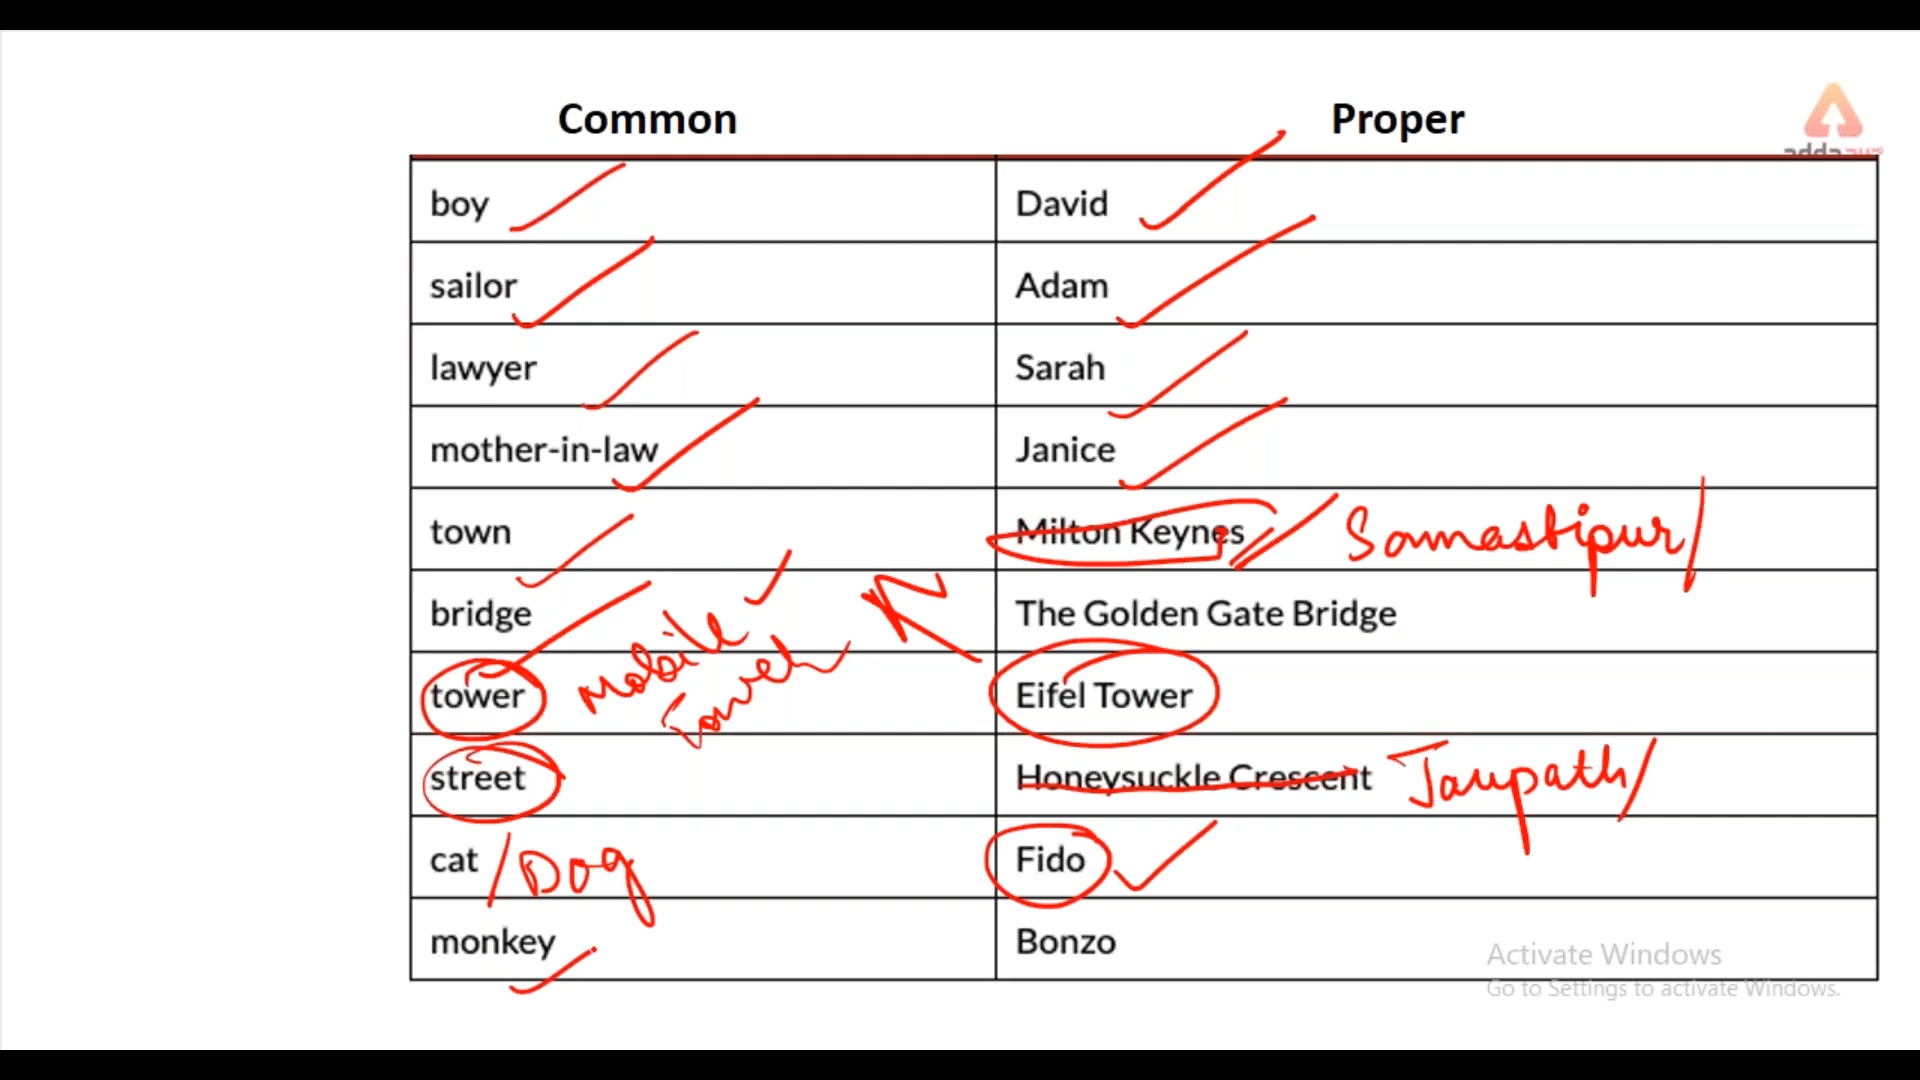 Common Proper
boy David
sailor Adam
lawyer Sarah
mother-in-law Janice
town Milton Keynes Samastipur/
bridge The Golden Gate Bridge
tower Mobile Tower Eifel Tower
street Honeysuckle Crescent
cat /Dog Fido
monkey Bonzo
Activate Windows
Go to Settings to activate Windows.